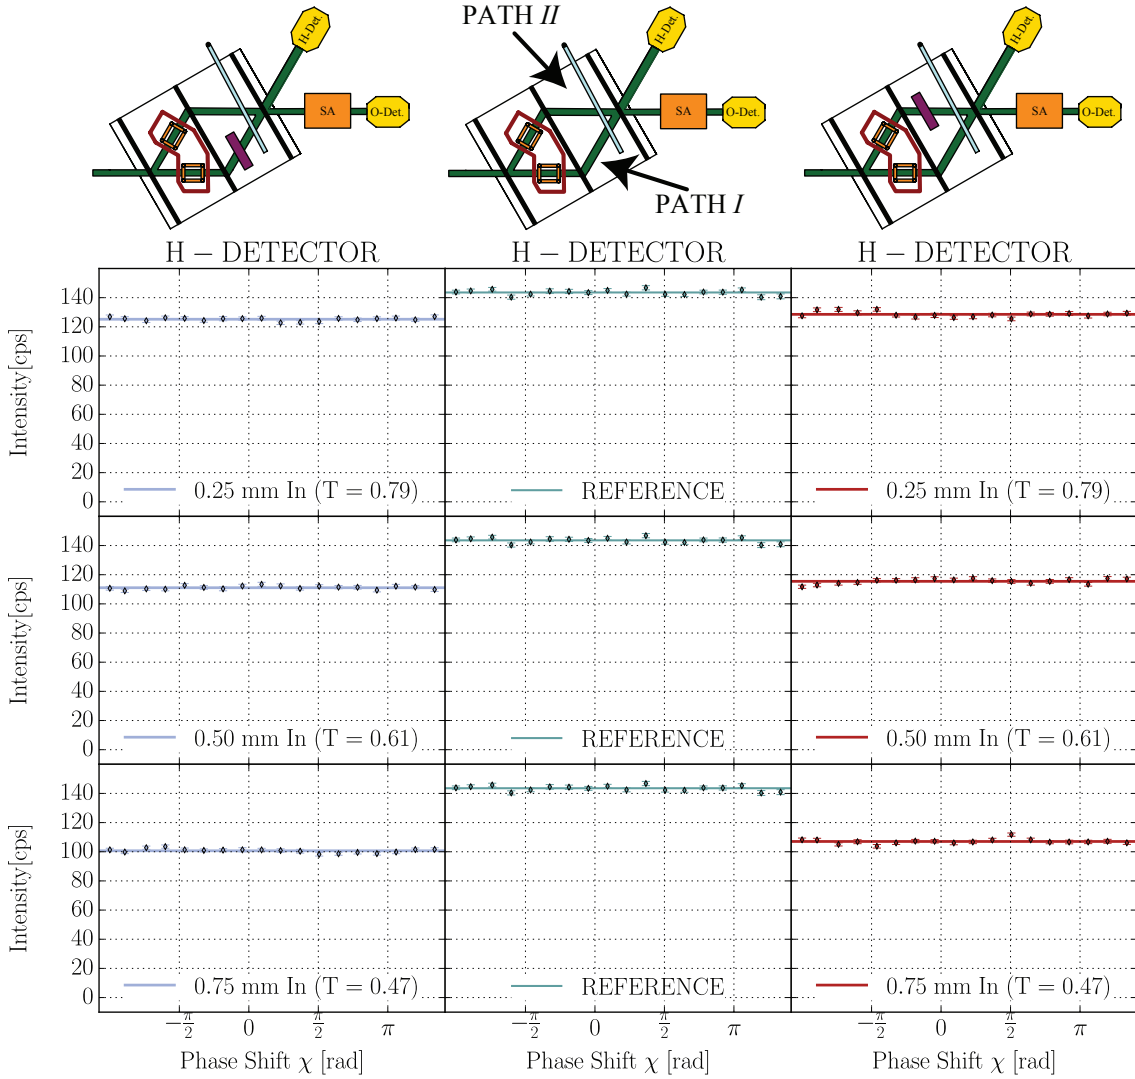 PATH II
H-Det.
SA
O-Det.
H-Det.
SA
O-Det.
PATH I
H-Det.
SA
O-Det.
H – DETECTOR
H – DETECTOR
H – DETECTOR
Intensity[cps]
140
120
100
80
60
40
20
0
0.25 mm In (T = 0.79)
REFERENCE
0.25 mm In (T = 0.79)
Intensity[cps]
140
120
100
80
60
40
20
0
0.50 mm In (T = 0.61)
REFERENCE
0.50 mm In (T = 0.61)
Intensity[cps]
140
120
100
80
60
40
20
0
0.75 mm In (T = 0.47)
REFERENCE
0.75 mm In (T = 0.47)
−π/2 0 π/2 π
−π/2 0 π/2 π
−π/2 0 π/2 π
Phase Shift χ [rad]
Phase Shift χ [rad]
Phase Shift χ [rad]